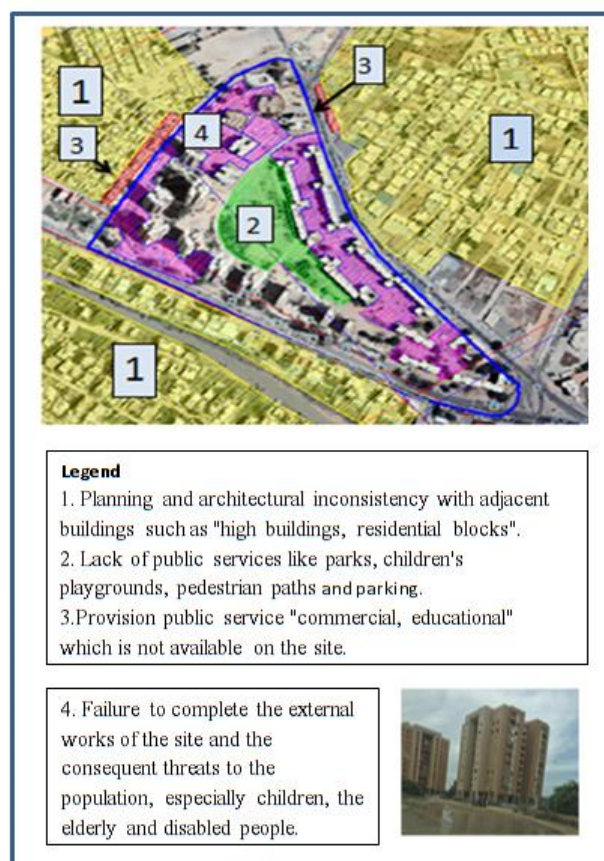 1
3
1
3
4
2
1
Legend
1. Planning and architectural inconsistency with adjacent
buildings such as "high buildings, residential blocks".
2. Lack of public services like parks, children's
playgrounds, pedestrian paths and parking.
3.Provision public service "commercial, educational"
which is not available on the site.
4. Failure to complete the external
works of the site and the
consequent threats to the
population, especially children, the
elderly and disabled people.